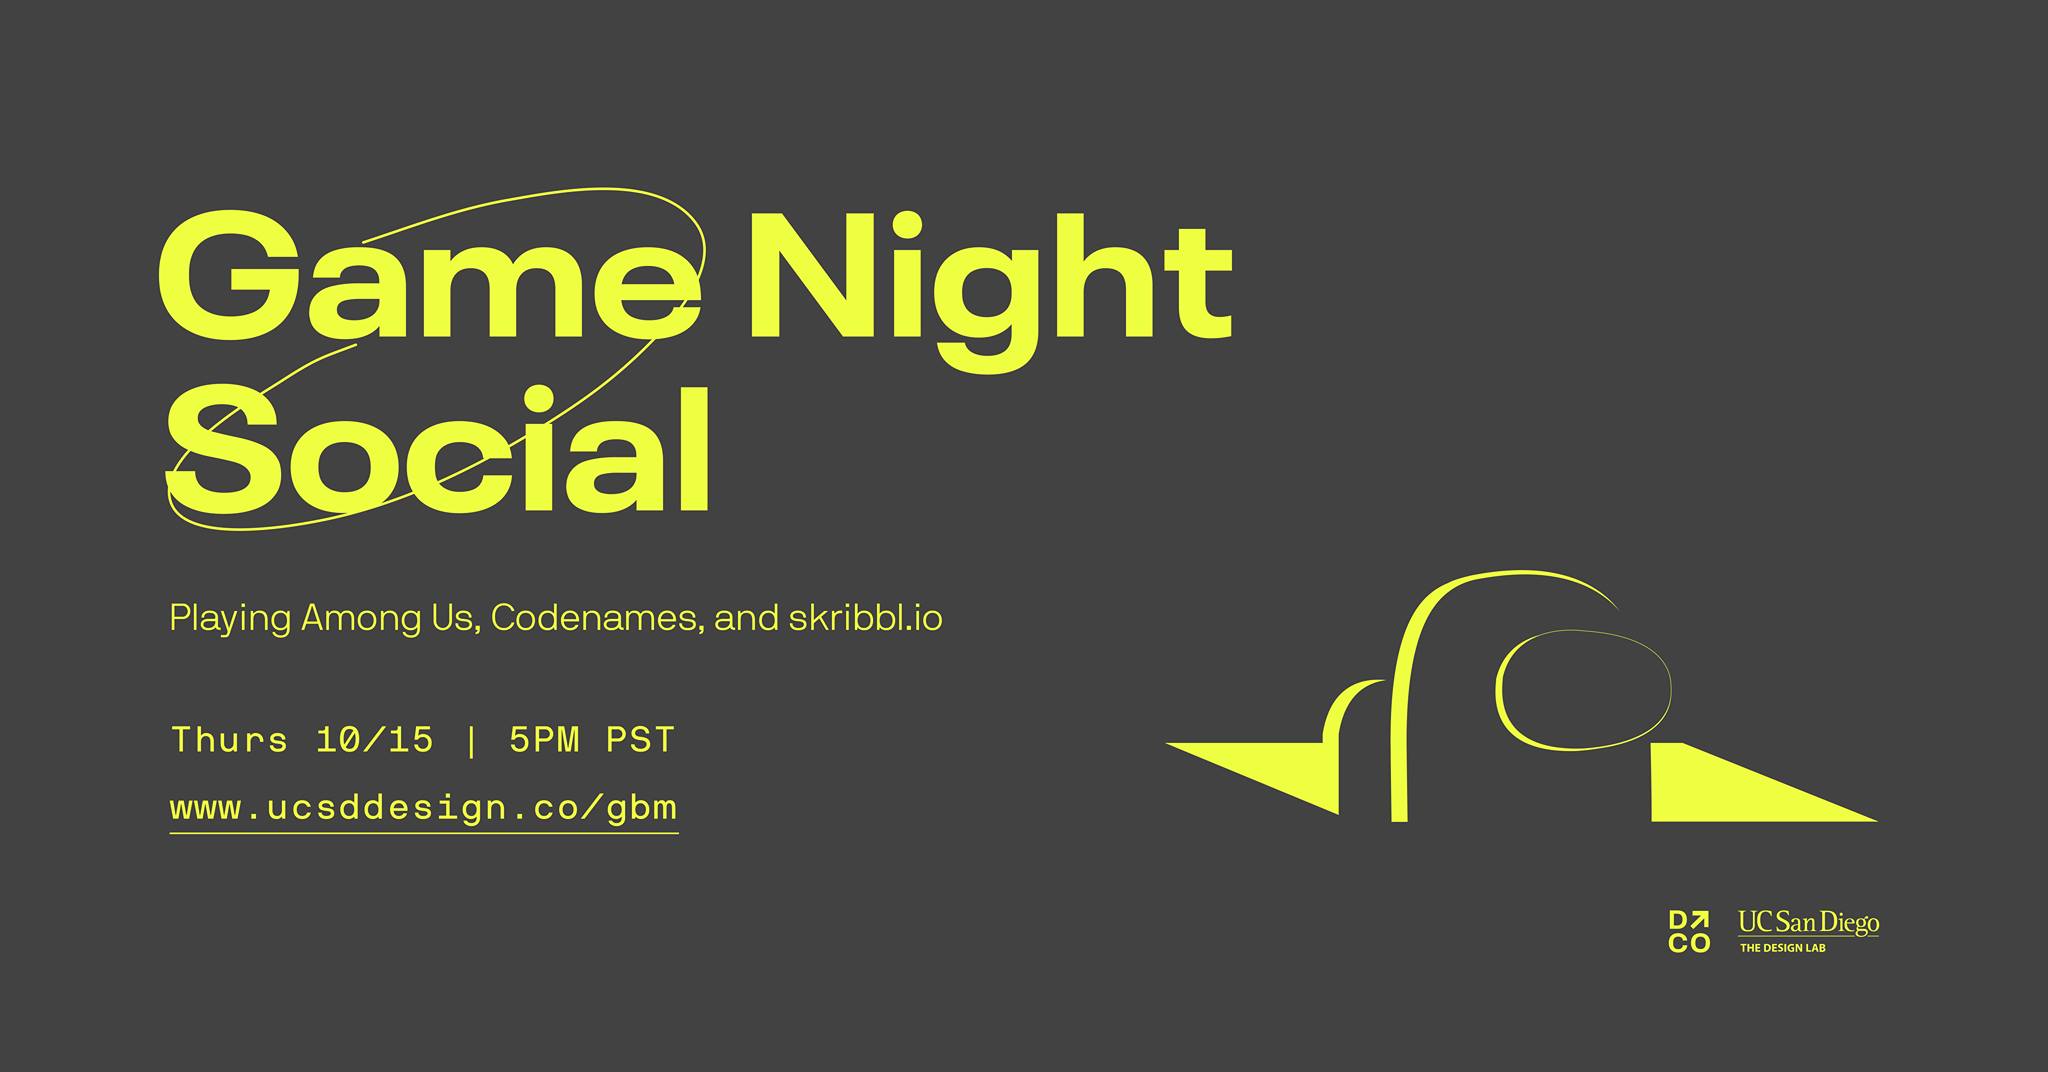 Game Night
Social
Playing Among Us, Codenames, and skribbl.io
Thurs 10/15 | 5PM PST
www.ucsddesign.co/gbm
D↗
CO
UC San Diego
THE DESIGN LAB